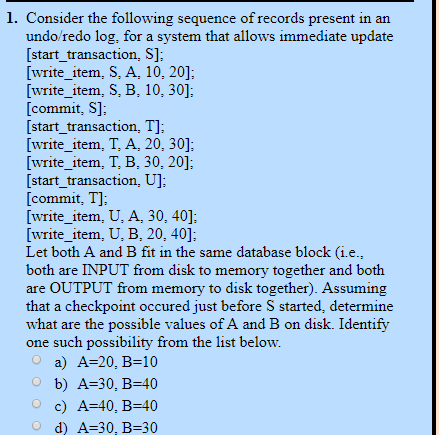 1. Consider the following sequence of records present in an
undo/redo log, for a system that allows immediate update
[start_transaction, S];
[write_item, S, A, 10, 20];
[write_item, S, B, 10, 30];
[commit, S];
[start_transaction, T];
[write_item, T, A, 20, 30];
[write_item, T, B, 30, 20];
[start_transaction, U];
[commit, T];
[write_item, U, A, 30, 40];
[write_item, U, B, 20, 40];
Let both A and B fit in the same database block (i.e.,
both are INPUT from disk to memory together and both
are OUTPUT from memory to disk together). Assuming
that a checkpoint occured just before S started, determine
what are the possible values of A and B on disk. Identify
one such possibility from the list below.
a) A=20, B=10
b) A=30, B=40
c) A=40, B=40
d) A=30, B=30